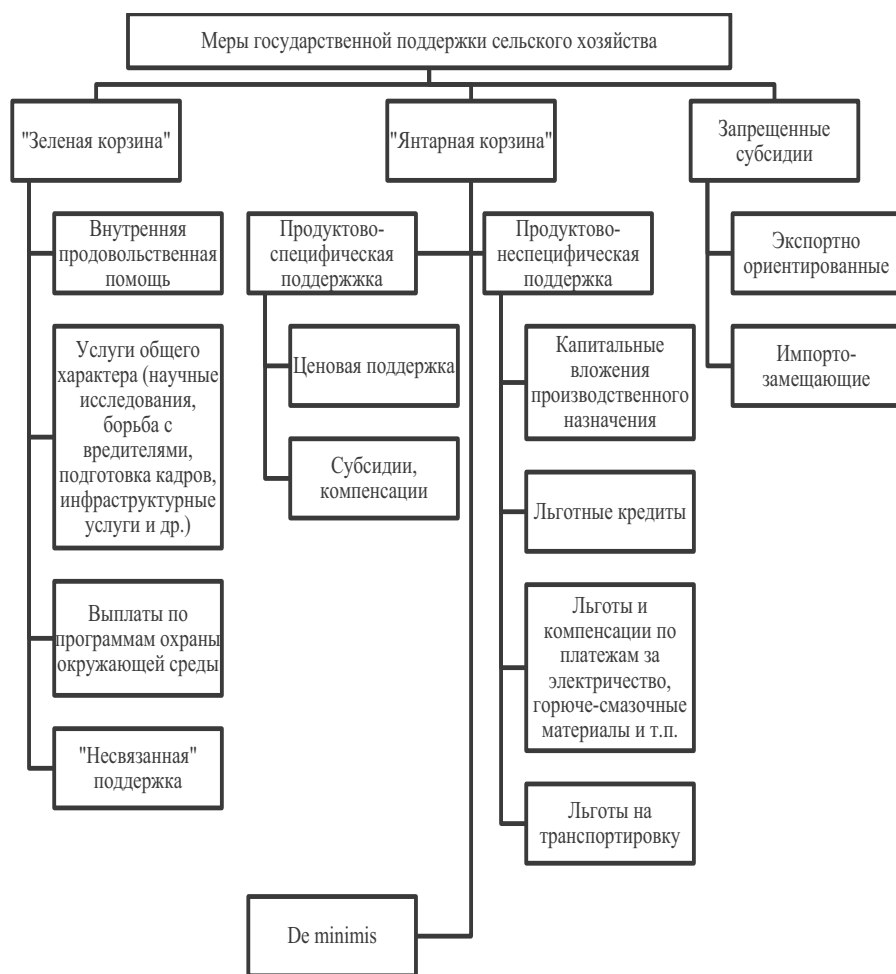 Меры государственной поддержки сельского хозяйства
"Зеленая корзина"
"Янтарная корзина"
Запрещенные
субсидии
Внутренняя
продовольственная
помощь
Услуги общего
характера (научные
исследования,
борьба с
вредителями,
подготовка кадров,
инфраструктурные
услуги и др.)
Выплаты по
программам охраны
окружающей среды
"Несвязанная"
поддержка
Продуктово-
специфическая
поддержжка
Ценовая поддержка
Субсидии,
компенсации
Продуктово-
неспецифическая
поддержка
Капитальные
вложения
производственного
назначения
Льготные кредиты
Льготы и
компенсации по
платежам за
электричество,
горюче-смазочные
материалы и т.п.
Льготы на
транспортировку
De minimis
Экспортно
ориентированные
Импорто-
замещающие